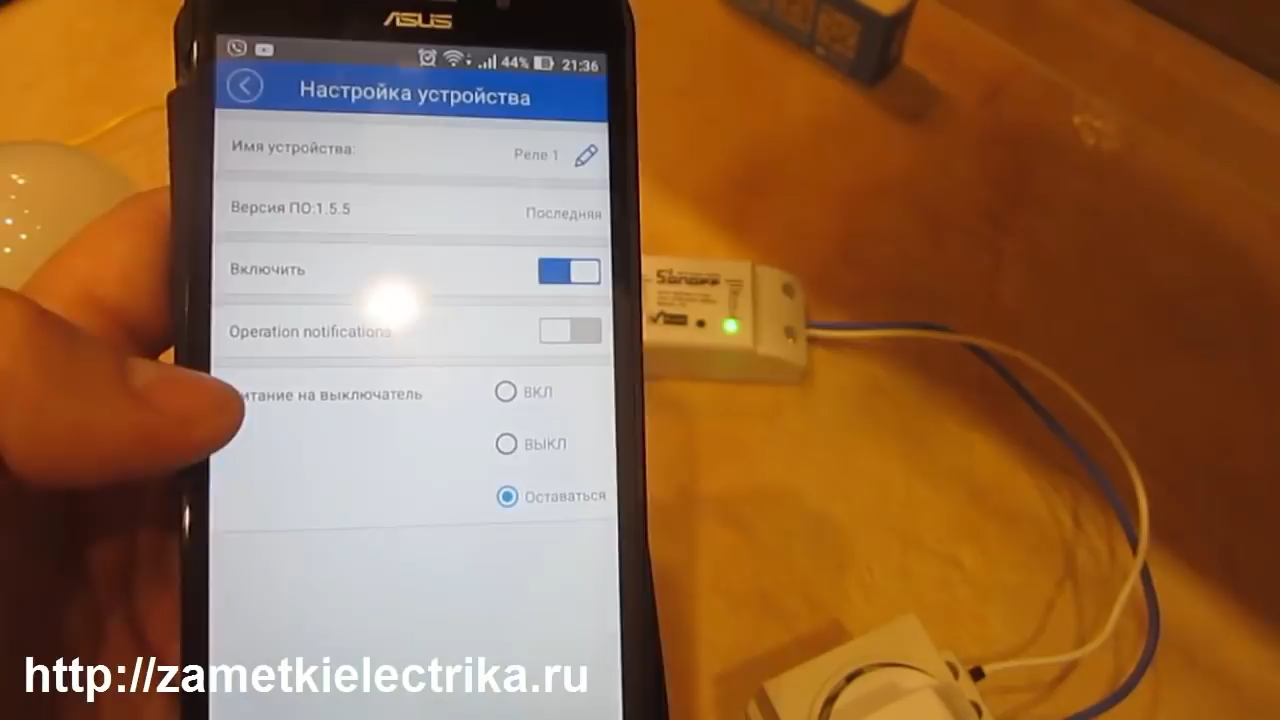 ASUS
44% 21:36
Настройка устройства
Имя устройства: Реле 1
Версия ПО:1.5.5 Последняя
Включить
Operation notifications
итание на выключатель ВКЛ
ВЫКЛ
Оставаться
SONOFF
http://zametkielectrika.ru